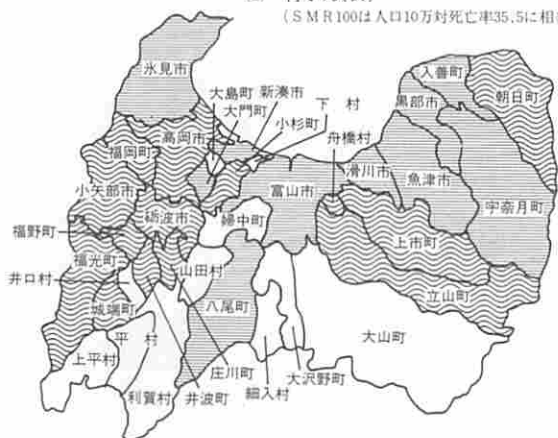 (SMR100は人口10万対死亡率35.5に相
氷見市
大島町
新湊市
大門町
下 村
小杉町
舟橋村
入善町
朝日町
黒部市
高岡市
福岡町
小矢部市
砺波市
富山市
滑川市
魚津市
宇奈月町
福野町
婦中町
上市町
福光町
山田村
井口村
八尾町
立山町
城端町
平 村
大山町
上平村
庄川町
大沢野町
利賀村
井波町
細入村